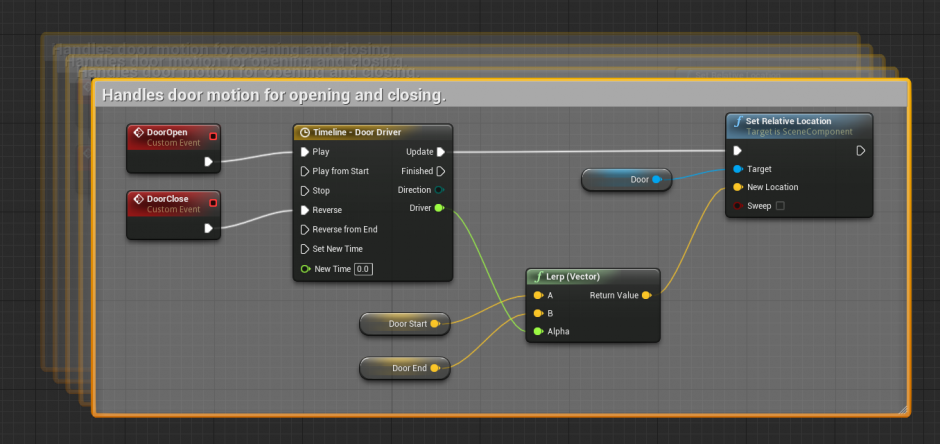 Handles door motion for opening and closing
Handles door motion for opening and closing
Handles door motion for opening and closing
Handles door motion for opening and closing.
DoorOpen
Custom Event
DoorClose
Custom Event
Timeline - Door Driver
Play
Update
Play from Start
Finished
Stop
Direction
Reverse
Driver
Reverse from End
Set New Time
New Time 0.0
Door Start
Door End
f Lerp (Vector)
A
Return Value
B
Alpha
Door
f Set Relative Location
Target is SceneComponent
Target
New Location
Sweep